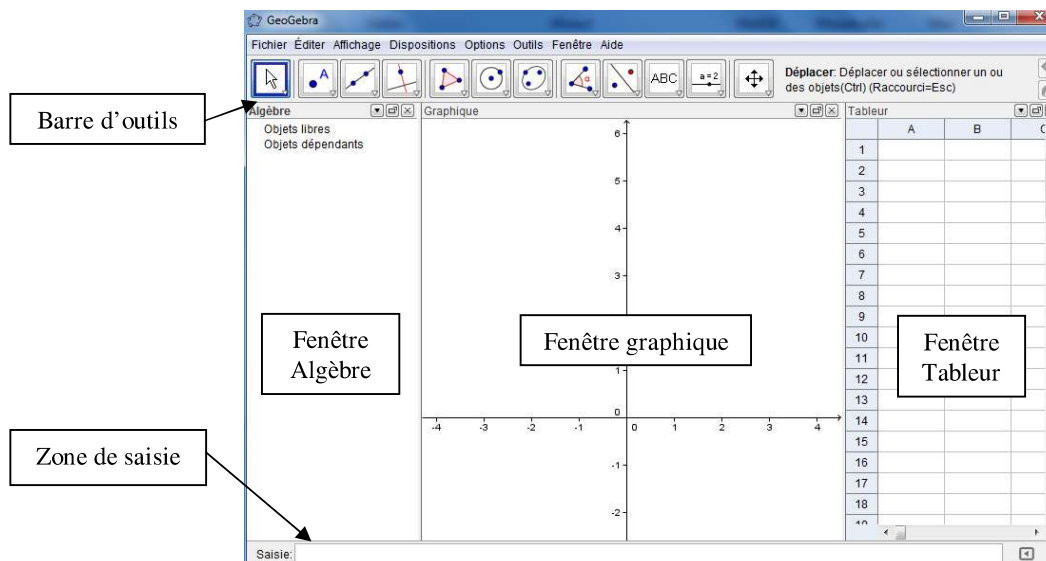 GeoGebra
Fichier Éditer Affichage Dispositions Options Outils Fenêtre Aide
A
α
ABC
a=2
Déplacer: Déplacer ou sélectionner un ou
des objets(Ctrl) (Raccourci=Esc)
Barre d'outils
Algèbre
Graphique
Tableur
Objets libres
Objets dépendants
A B C
1
2
3
4
5
6
7
8
9
10
11
12
13
14
15
16
17
18
19
6
5
4
3
1
0
-1
-2
-4 -3 -2 -1 0 1 2 3 4
Fenêtre
Algèbre
Fenêtre graphique
Fenêtre
Tableur
Zone de saisie
Saisie: